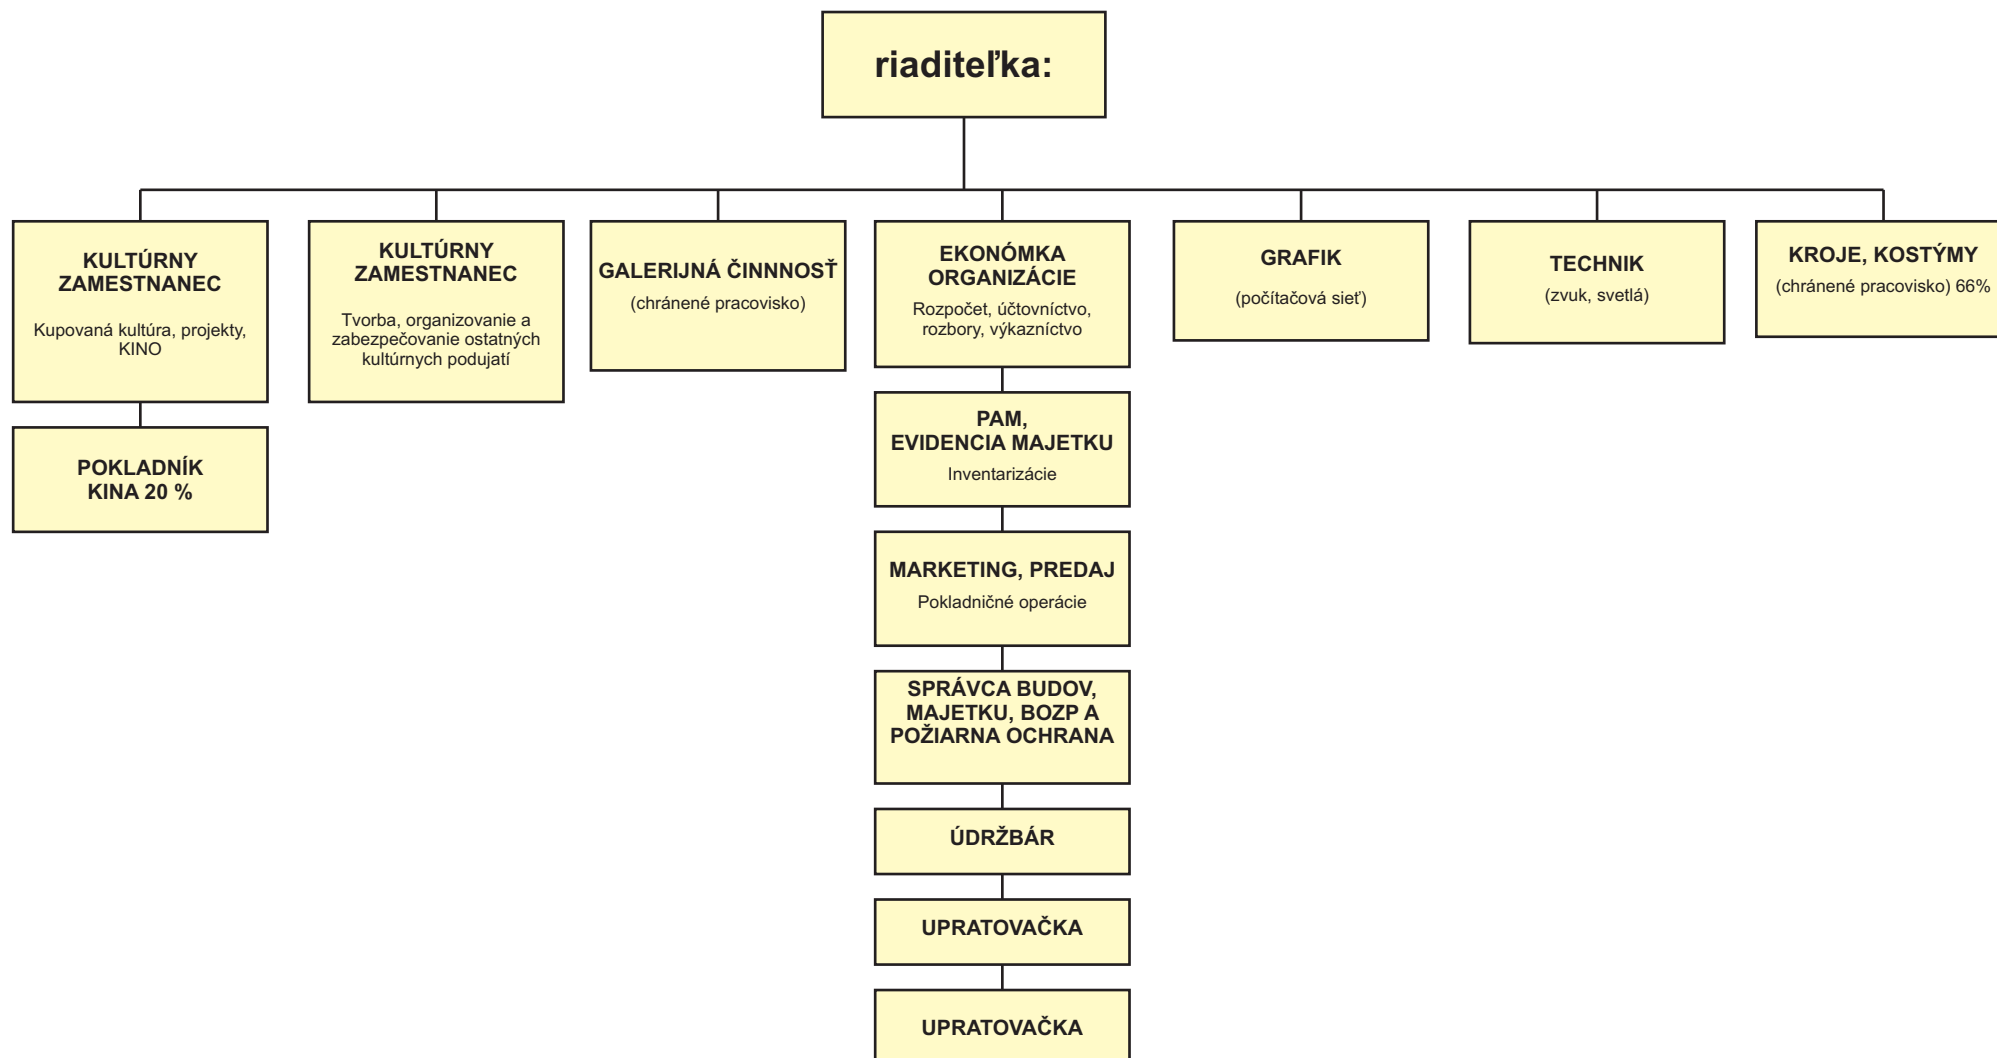 riaditeľka:
KULTÚRNY
ZAMESTNANEC
Kupovaná kultúra, projekty,
KINO
KULTÚRNY
ZAMESTNANEC
Tvorba, organizovanie a
zabezpečovanie ostatných
kultúrnych podujatí
GALERIJNÁ ČINNNOSŤ
(chránené pracovisko)
EKONÓMKA
ORGANIZÁCIE
Rozpočet, účtovníctvo,
rozbory, výkazníctvo
GRAFIK
(počítačová sieť)
TECHNIK
(zvuk, svetlá)
KROJE, KOSTÝMY
(chránené pracovisko) 66%
POKLADNÍK
KINA 20 %
PAM,
EVIDENCIA MAJETKU
Inventarizácie
MARKETING, PREDAJ
Pokladničné operácie
SPRÁVCA BUDOV,
MAJETKU, BOZP A
POŽIARNA OCHRANA
ÚDRŽBÁR
UPRATOVAČKA
UPRATOVAČKA